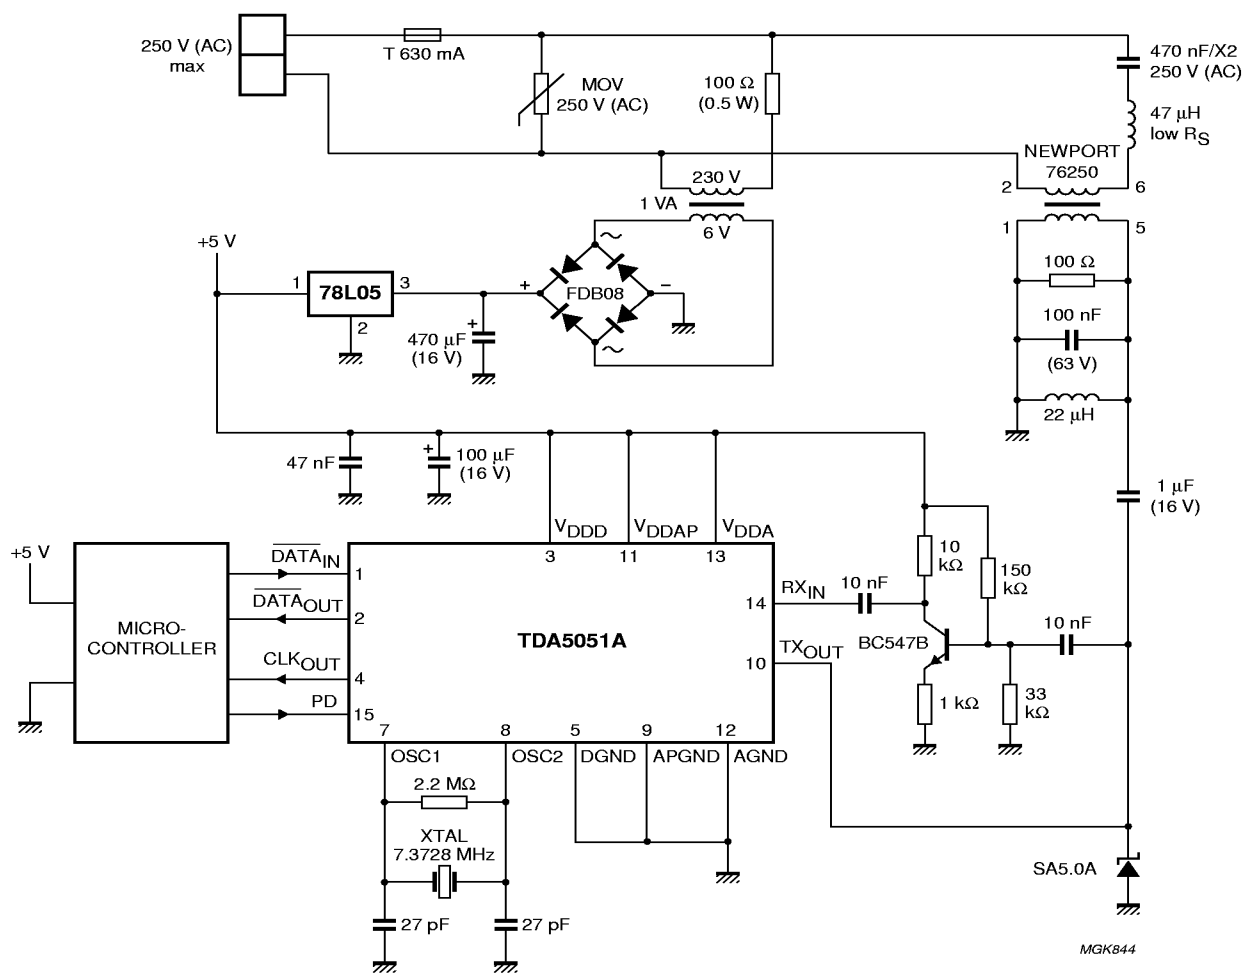 250 V (AC)
max
T 630 mA
MOV
250 V (AC)
100 Ω
(0.5 W)
470 nF/X2
250 V (AC)
47 μH
low RS
NEWPORT
76250
2
6
1
5
230 V
1 VA
6 V
+5 V
1
78L05
3
2
+
470 μF
(16 V)
+
FDB08
−
∼
∼
100 Ω
100 nF
(63 V)
22 μH
47 nF
+
100 μF
(16 V)
1 μF
(16 V)
VDDD
VDDAP
VDDA
3
11
13
+5 V
MICRO-
CONTROLLER
DATAIN
1
DATAOUT
2
CLKOUT
4
PD
15
TDA5051A
14
RXIN
10
TXOUT
10 nF
10
kΩ
150
kΩ
BC547B
10 nF
1 kΩ
33
kΩ
7
8
5
9
12
OSC1
OSC2
DGND
APGND
AGND
2.2 MΩ
XTAL
7.3728 MHz
27 pF
27 pF
SA5.0A
MGK844